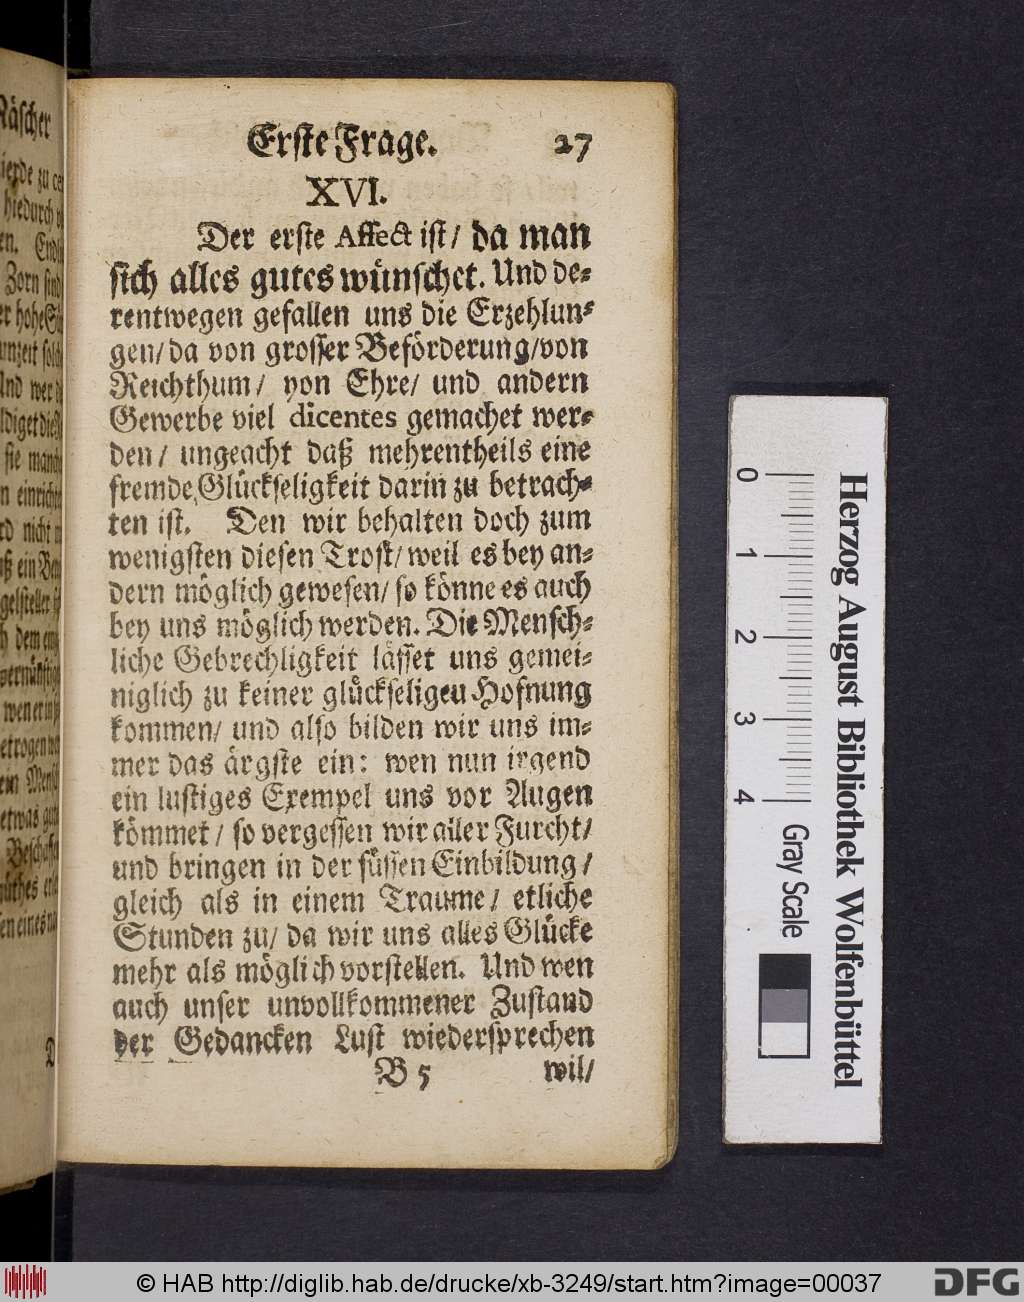 Erste Frage. 27
XVI.
Der erste Affect ist/ da man
sich alles gutes wünschet. Und de-
rentwegen gefallen uns die Erzehlun-
gen/ da von grosser Beförderung/von
Reichthum/ von Ehre/ und andern
Gewerbe viel dicentes gemachet wer-
den/ ungeacht daß mehrentheils eine
fremde Glückseligkeit darin zu betrach-
ten ist. Den wir behalten doch zum
wenigsten diesen Trost/ weil es bey an-
dern möglich gewesen/ so könne es auch
bey uns möglich werden. Die Mensch-
liche Gebrechligkeit lässet uns gemei-
niglich zu keiner glückseligen Hofnung
kommen/ und also bilden wir uns im-
mer das ärgste ein: wen nun irgend
ein lustiges Exempel uns vor Augen
kömmet/ so vergessen wir aller Furcht/
und bringen in der süssen Einbildung/
gleich als in einem Traume/ etliche
Stunden zu/ da wir uns alles Glücke
mehr als möglich vorstellen. Und wen
auch unser unvollkommener Zustand
der Gedancken Lust wiedersprechen
B 5 wil/
Herzog August Bibliothek Wolfenbüttel
0 1 2 3 4 Gray Scale
© HAB http://diglib.hab.de/drucke/xb-3249/start.htm?image=00037
DFG